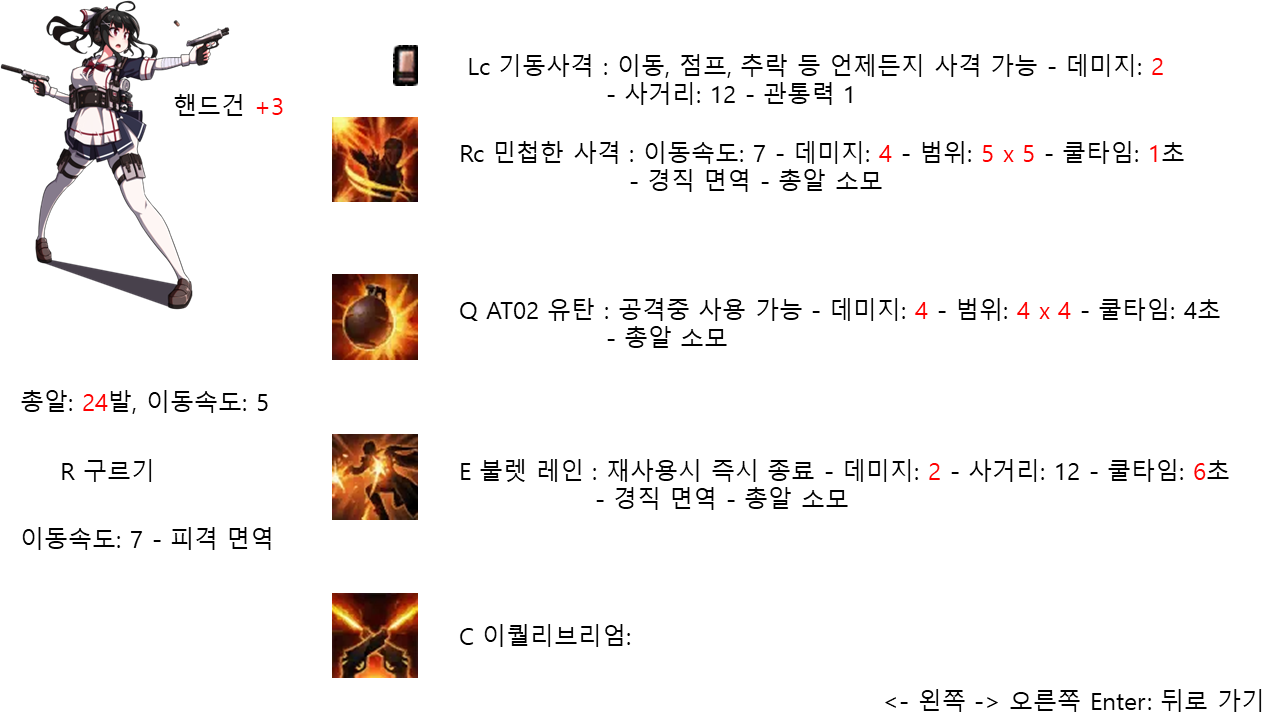 핸드건 +3
Lc 기동사격 : 이동, 점프, 추락 등 언제든지 사격 가능 - 데미지: 2
- 사거리: 12 - 관통력 1
Rc 민첩한 사격 : 이동속도: 7 - 데미지: 4 - 범위: 5 x 5 - 쿨타임: 1초
- 경직 면역 - 총알 소모
Q AT02 유탄 : 공격중 사용 가능 - 데미지: 4 - 범위: 4 x 4 - 쿨타임: 4초
- 총알 소모
총알: 24발, 이동속도: 5
R 구르기
이동속도: 7 - 피격 면역
E 불렛 레인 : 재사용시 즉시 종료 - 데미지: 2 - 사거리: 12 - 쿨타임: 6초
- 경직 면역 - 총알 소모
C 이퀄리브리엄:
<- 왼쪽 -> 오른쪽 Enter: 뒤로 가기